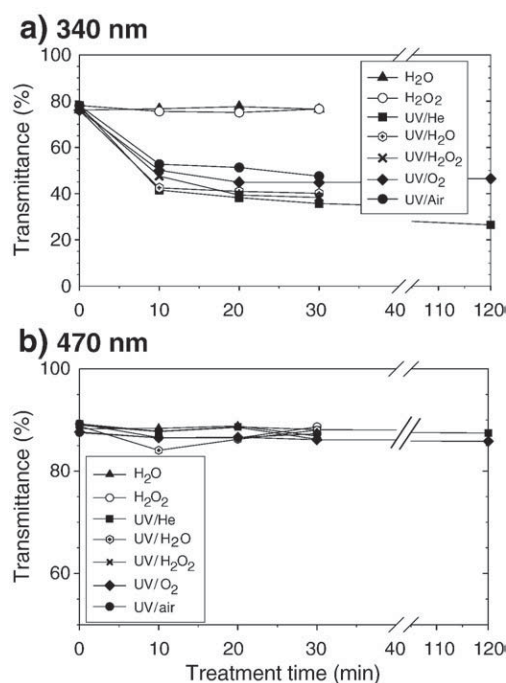 a) 340 nm
100
80
60
40
20
0
Transmittance (%)
H2O
H2O2
UV/He
UV/H2O
UV/H2O2
UV/O2
UV/Air
0 10 20 30 40 110 120
b) 470 nm
100
80
60
Transmittance (%)
H2O
H2O2
UV/He
UV/H2O
UV/H2O2
UV/O2
UV/air
0 10 20 30 40 110 120
Treatment time (min)